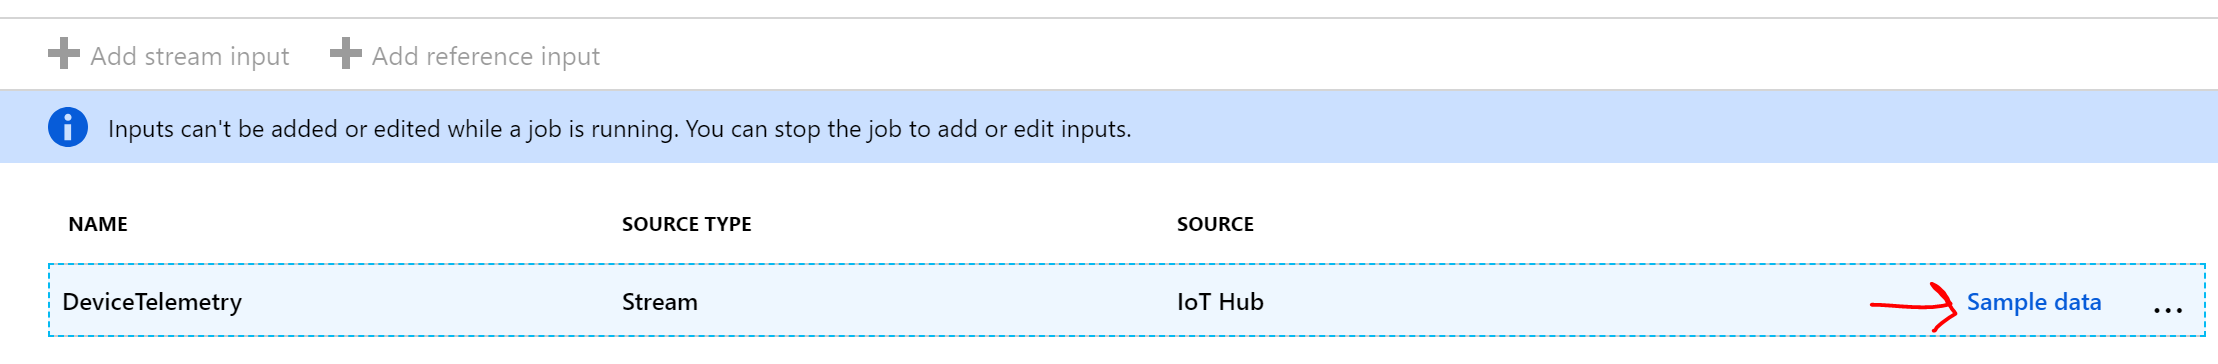 Add stream input Add reference input
Inputs can't be added or edited while a job is running. You can stop the job to add or edit inputs.
NAME SOURCE TYPE SOURCE
DeviceTelemetry Stream IoT Hub Sample data ...